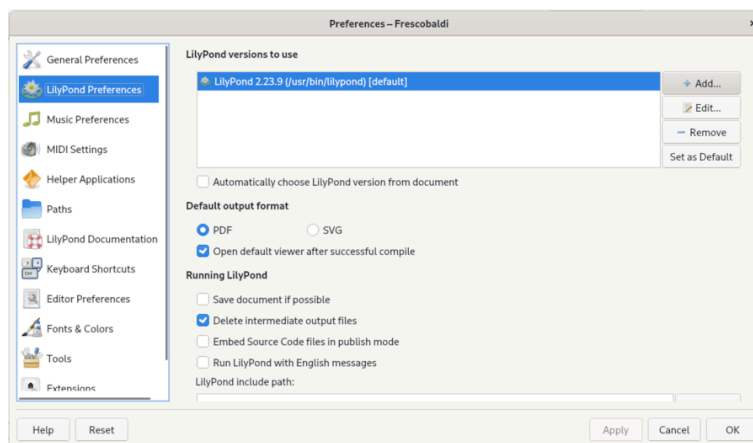 Preferences – Frescobaldi
General Preferences
LilyPond Preferences
Music Preferences
MIDI Settings
Helper Applications
Paths
LilyPond Documentation
Keyboard Shortcuts
Editor Preferences
Fonts & Colors
Tools
Extensions
LilyPond versions to use
LilyPond 2.23.9 (/usr/bin/lilypond) [default]
Add...
Edit...
Remove
Set as Default
Automatically choose LilyPond version from document
Default output format
PDF SVG
Open default viewer after successful compile
Running LilyPond
Save document if possible
Delete intermediate output files
Embed Source Code files in publish mode
Run LilyPond with English messages
LilyPond include path:
Help Reset Apply Cancel OK